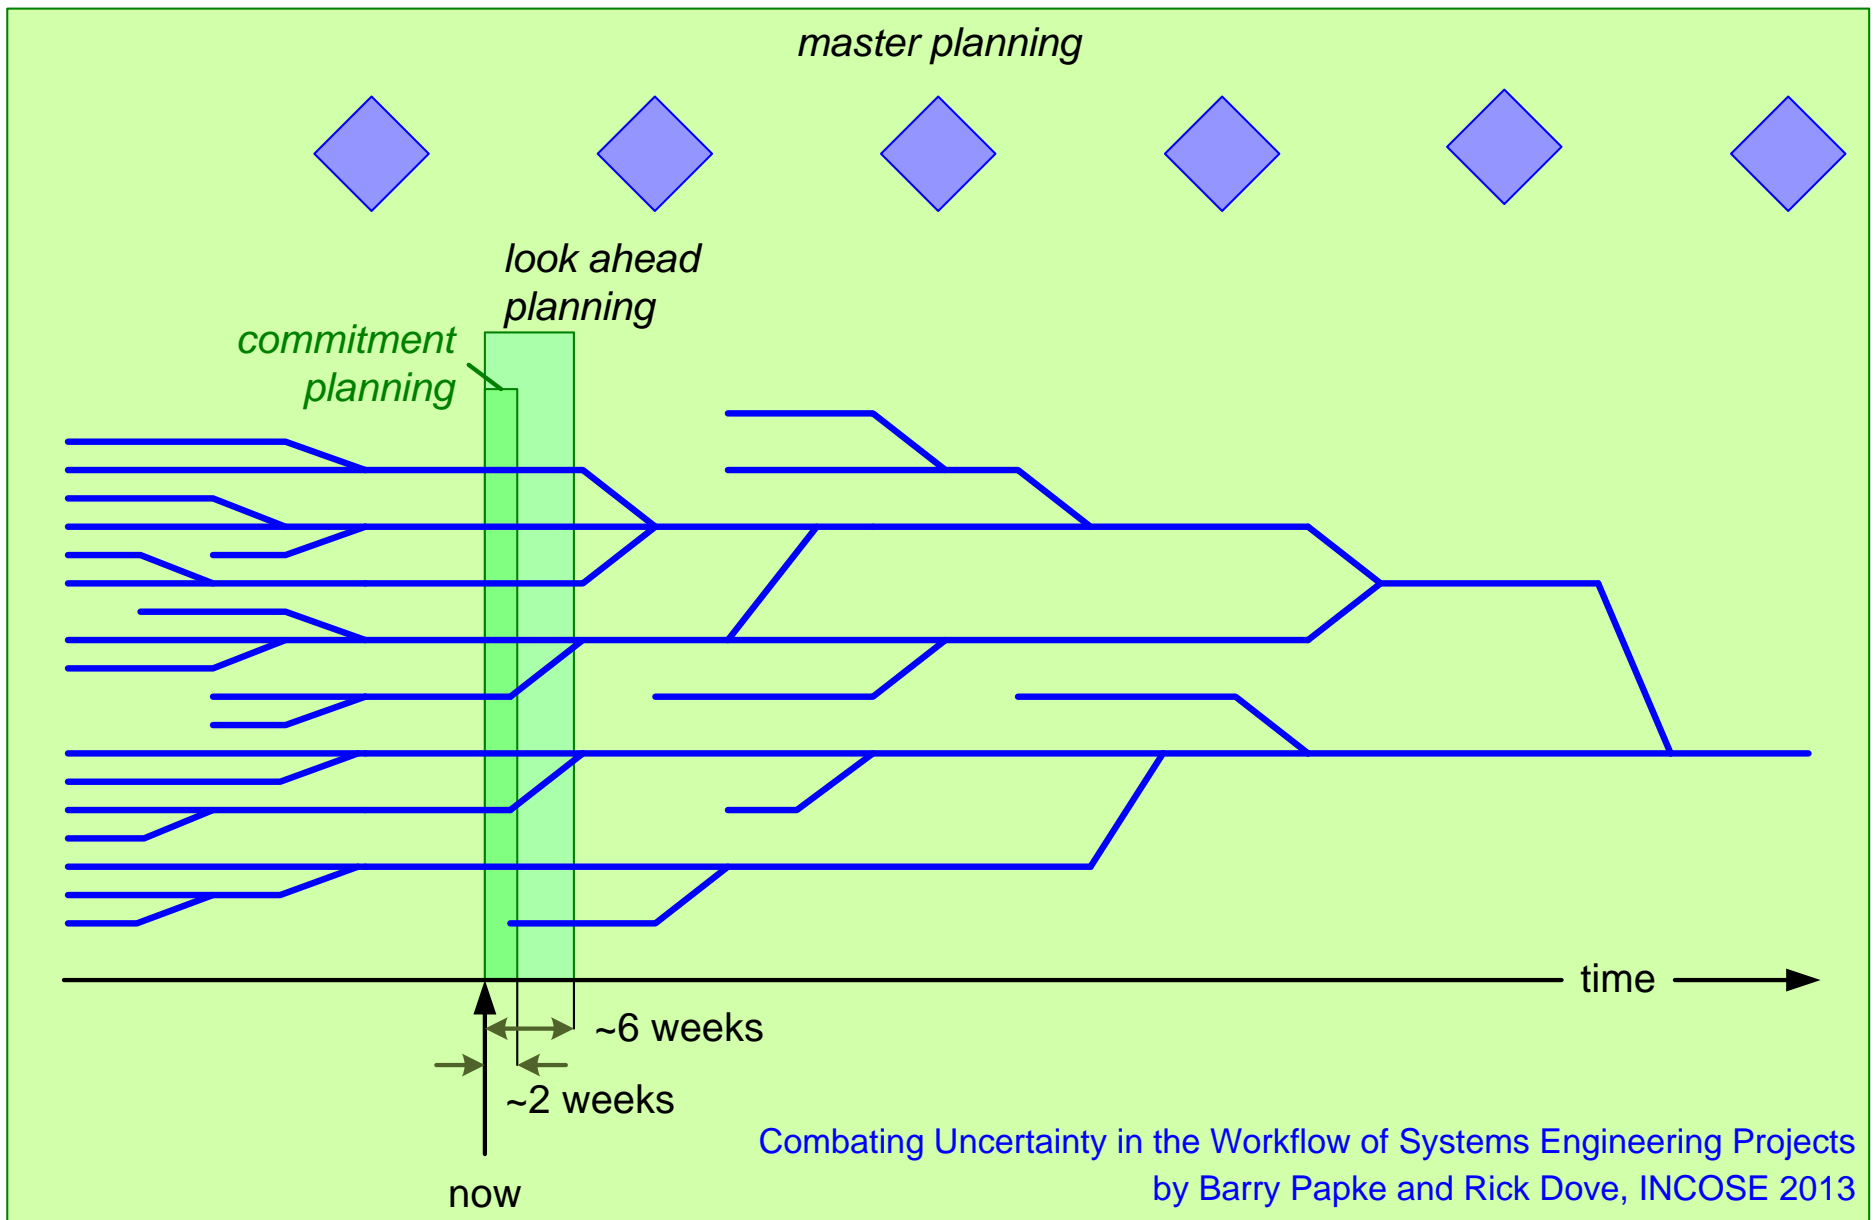 master planning
look ahead
planning
commitment
planning
time
~6 weeks
~2 weeks
now
Combating Uncertainty in the Workflow of Systems Engineering Projects
by Barry Papke and Rick Dove, INCOSE 2013